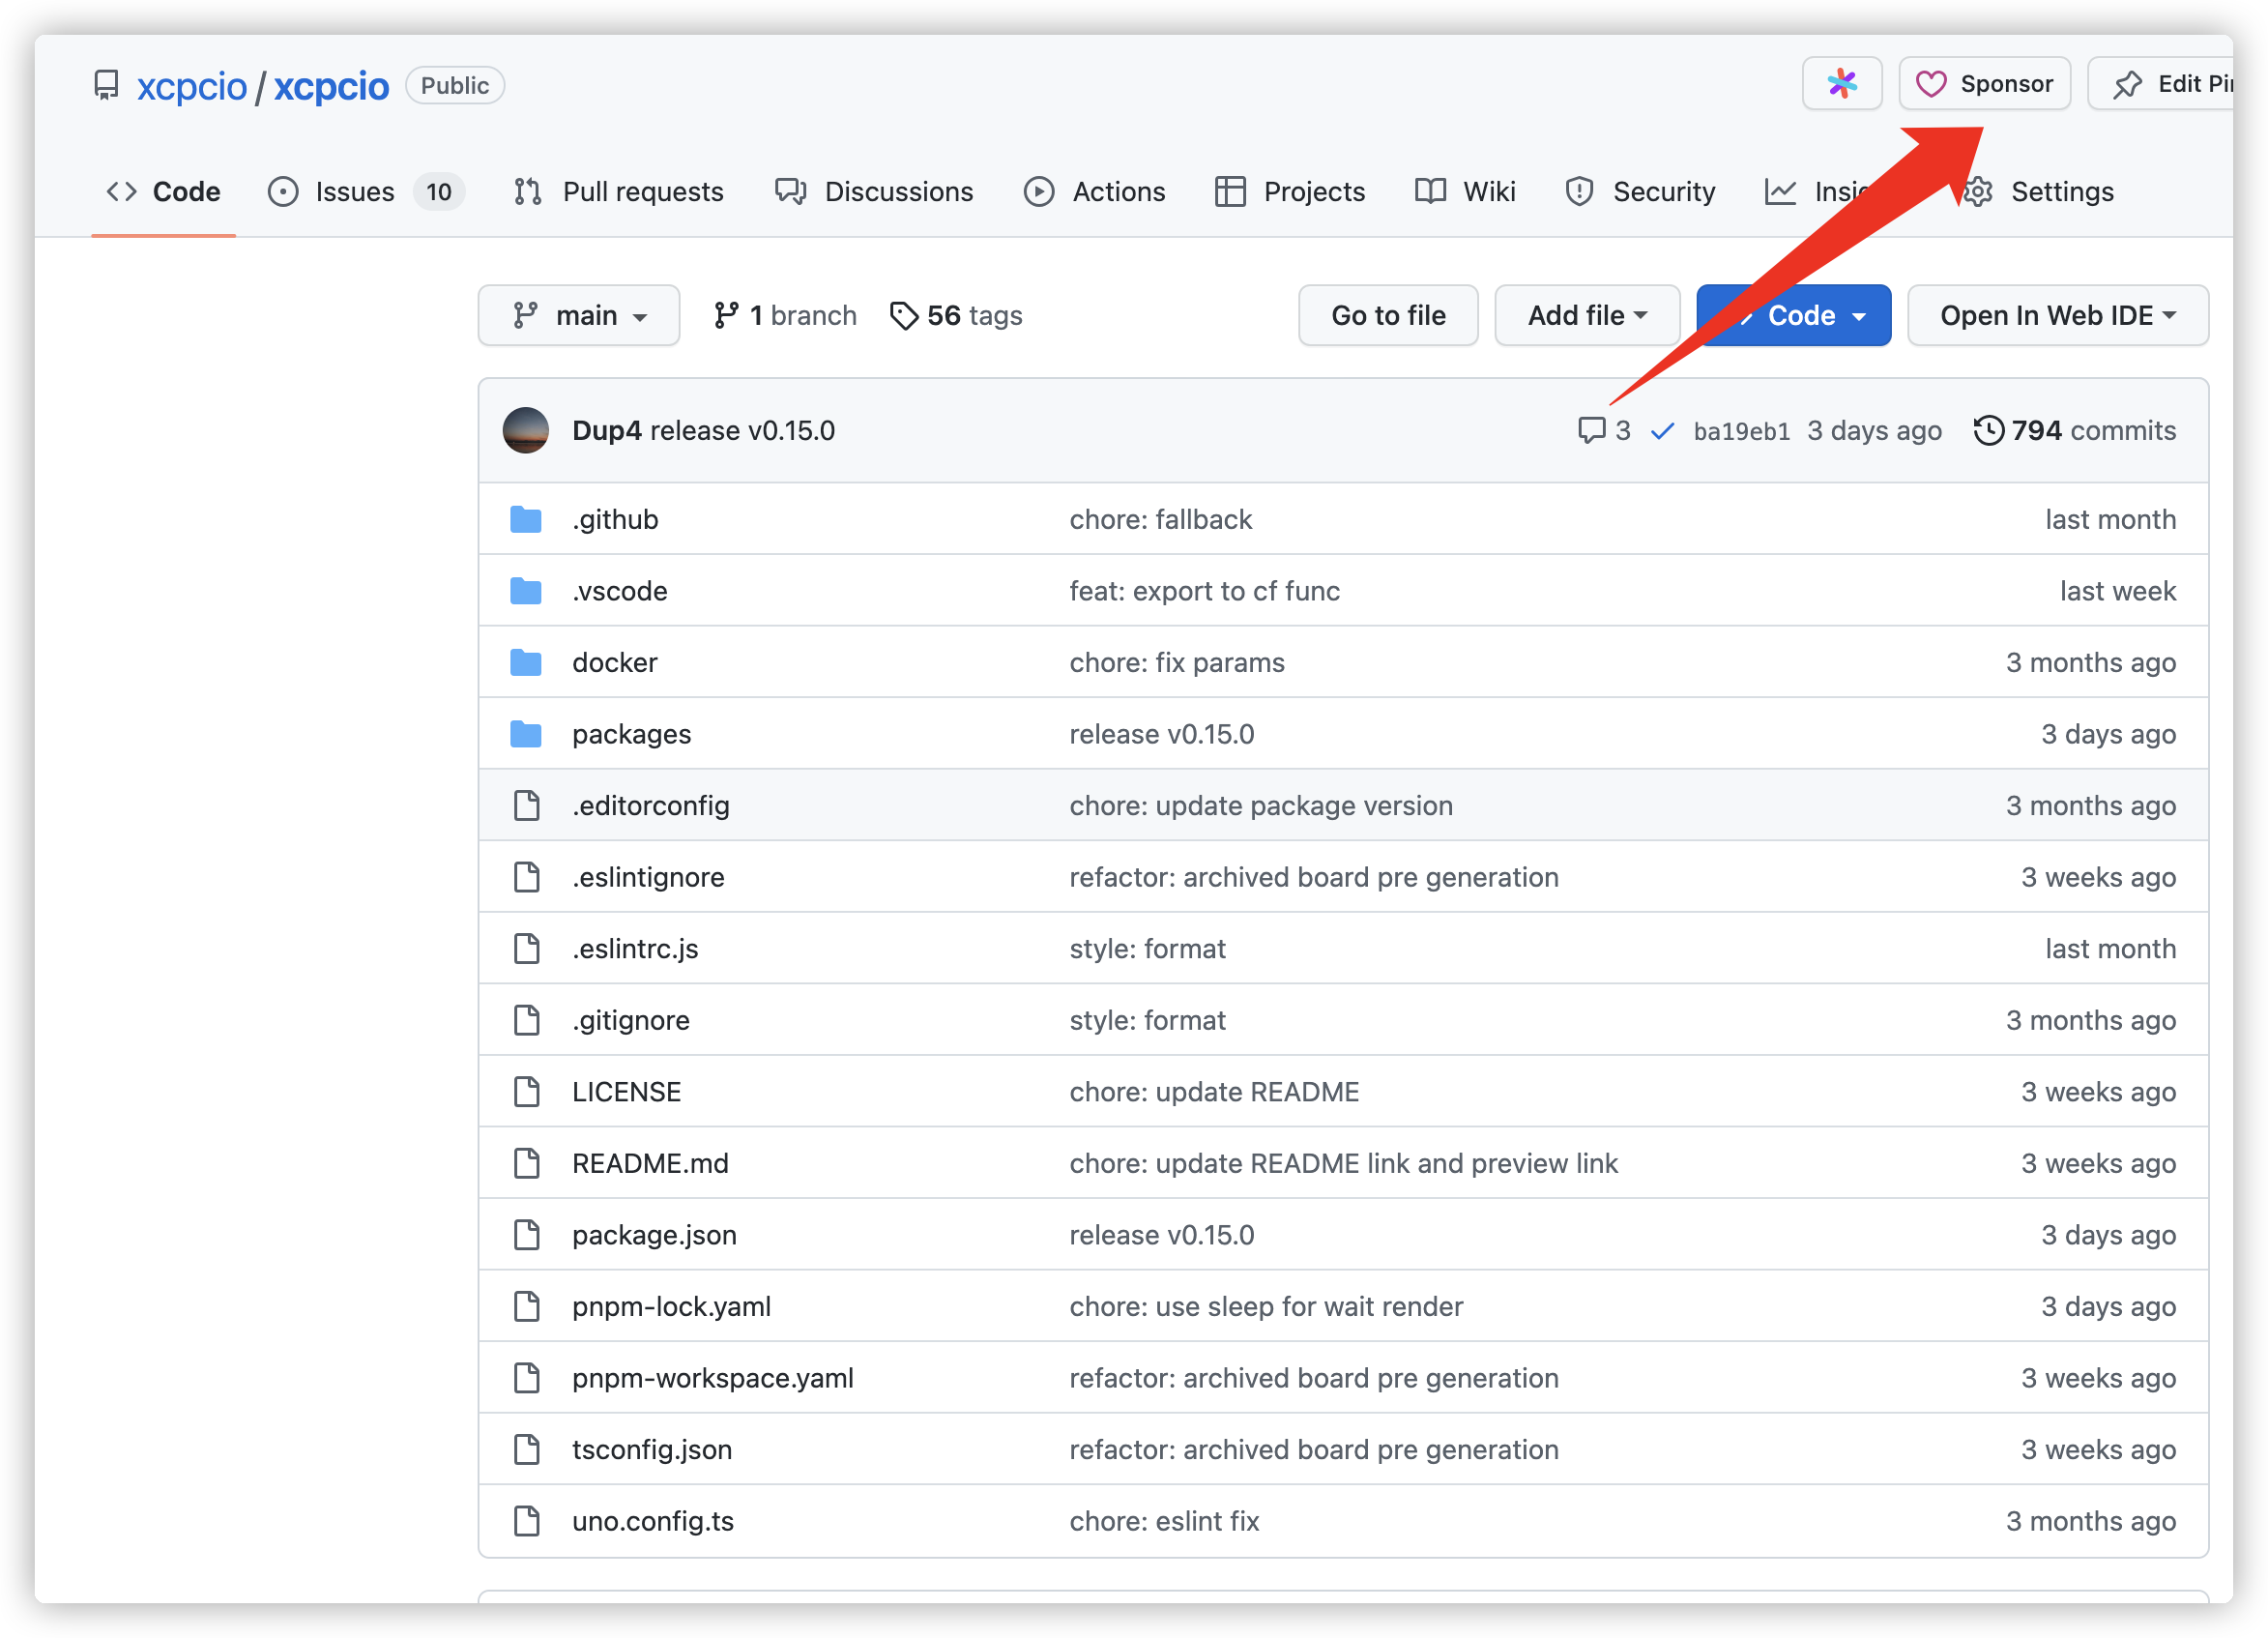 xcpcio / xcpcio Public Sponsor
Code Issues 10 Pull requests Discussions Actions Projects Wiki Security Settings
main 1 branch 56 tags Go to file Add file Code Open In Web IDE
Dup4 release v0.15.0 3 ba19eb1 3 days ago 794 commits
.github chore: fallback last month
.vscode feat: export to cf func last week
docker chore: fix params 3 months ago
packages release v0.15.0 3 days ago
.editorconfig chore: update package version 3 months ago
.eslintignore refactor: archived board pre generation 3 weeks ago
.eslintrc.js style: format last month
.gitignore style: format 3 months ago
LICENSE chore: update README 3 weeks ago
README.md chore: update README link and preview link 3 weeks ago
package.json release v0.15.0 3 days ago
pnpm-lock.yaml chore: use sleep for wait render 3 days ago
pnpm-workspace.yaml refactor: archived board pre generation 3 weeks ago
tsconfig.json refactor: archived board pre generation 3 weeks ago
uno.config.ts chore: eslint fix 3 months ago